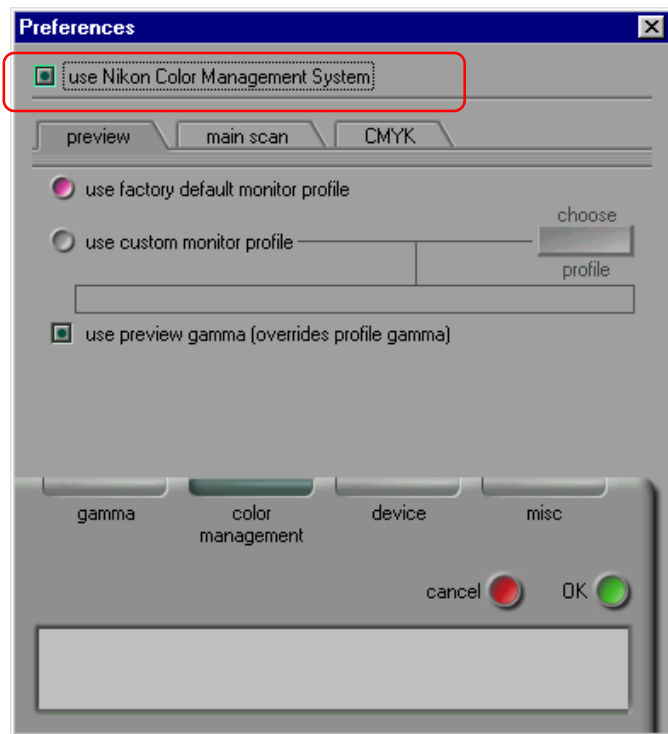 Preferences
use Nikon Color Management System
preview main scan CMYK
use factory default monitor profile
choose
use custom monitor profile
profile
use preview gamma (overrides profile gamma)
gamma color device misc
management
cancel OK